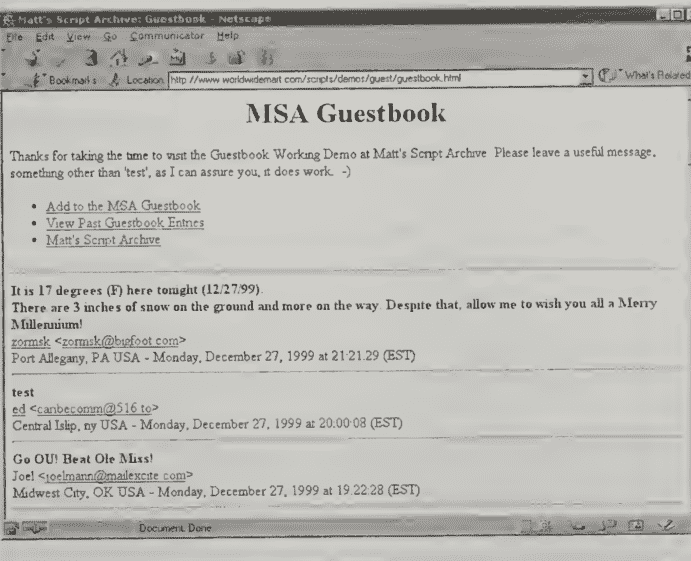 Matt's Script Archive: Guestbook - Netscape
File Edit View Go Communicator Help
Bookmarks Location http://www.worldwidemart.com/scripts/demos/guest/guestbook.html What's Related
MSA Guestbook
Thanks for taking the time to visit the Guestbook Working Demo at Matt's Script Archive. Please leave a useful message,
something other than 'test', as I can assure you, it does work. :-)
• Add to the MSA Guestbook
• View Past Guestbook Entries
• Matt's Script Archive
It is 17 degrees (F) here tonight (12/27/99).
There are 3 inches of snow on the ground and more on the way. Despite that, allow me to wish you all a Merry
Millennium!
zormsk <zormsk@bigfoot.com>
Port Allegany, PA USA - Monday, December 27, 1999 at 21:21:29 (EST)
test
ed <canbecomm@516.to>
Central Islip, ny USA - Monday, December 27, 1999 at 20:00:08 (EST)
Go OU! Beat Ole Miss!
Joel <joelmann@mailexcite.com>
Midwest City, OK USA - Monday, December 27, 1999 at 19:22:28 (EST)
Document: Done